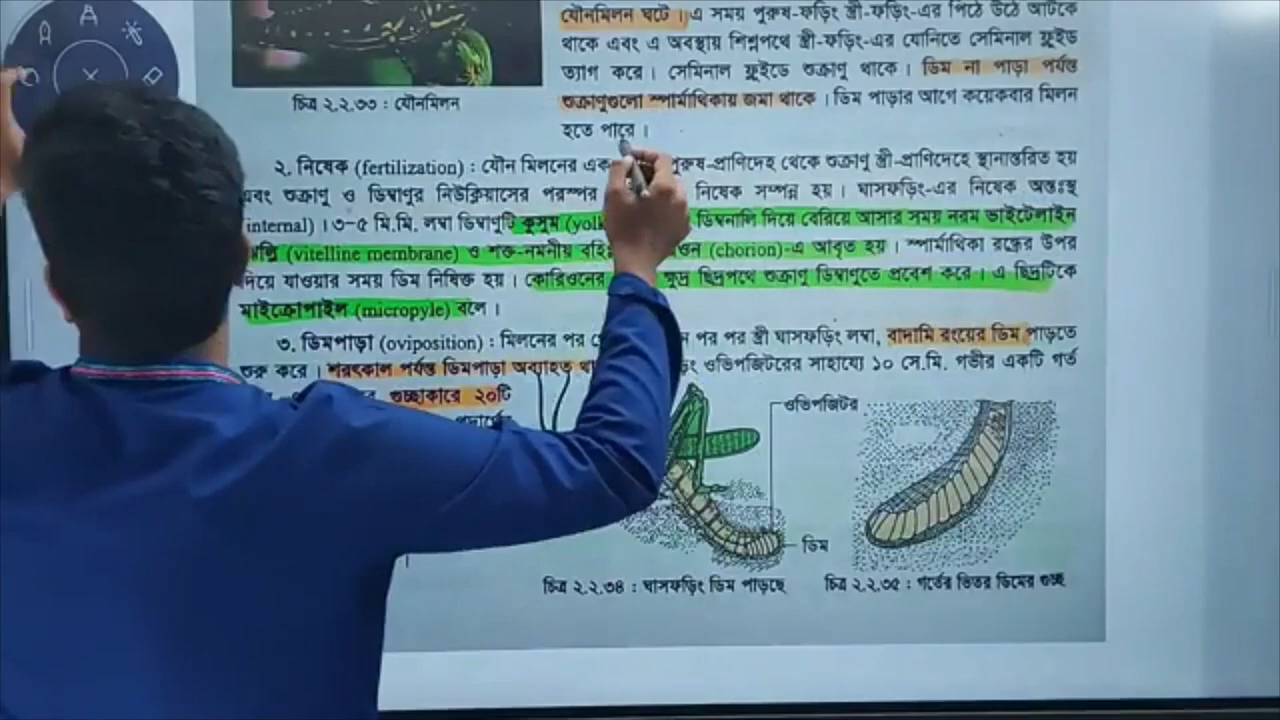 যৌনমিলন ঘটে । এ সময় পুরুষ-ফড়িং স্ত্রী-ফড়িং-এর পিঠে উঠে আটকে
থাকে এবং এ অবস্থায় শিশ্নপথে স্ত্রী-ফড়িং-এর যোনিতে সেমিনাল ফ্লুইড
ত্যাগ করে । সেমিনাল ফ্লুইডে শুক্রাণু থাকে । ডিম না পাড়া পর্যন্ত
শুক্রাণুগুলো স্পার্মাথিকায় জমা থাকে । ডিম পাড়ার আগে কয়েকবার মিলন
হতে পারে ।
চিত্র ২.২.৩৩ : যৌনমিলন
২. নিষেক (fertilization) : যৌন মিলনের পুরুষ-প্রাণিদেহ থেকে শুক্রাণু স্ত্রী-প্রাণিদেহে স্থানান্তরিত হয়
এবং শুক্রাণু ও ডিম্বাণুর নিউক্লিয়াসের পরস্পর নিষেক সম্পন্ন হয় । ঘাসফড়িং-এর নিষেক অন্তঃস্থ
(internal) । ৩-৫ মি.মি. লম্বা ডিম্বাণুটি কুসুম ডিম্বনালি দিয়ে বেরিয়ে আসার সময় নরম ভাইটেলাইন
ঝিল্লি (vitelline membrane) ও শক্ত-নমনীয় (chorion)-এ আবৃত হয় । স্পার্মাথিকা রন্ধ্রের উপর
দিয়ে যাওয়ার সময় ডিম নিষিক্ত হয় । কোরিওনের ক্ষুদ্র ছিদ্রপথে শুক্রাণু ডিম্বাণুতে প্রবেশ করে । এ ছিদ্রটিকে
মাইক্রোপাইল (micropyle) বলে ।
৩. ডিমপাড়া (oviposition) : মিলনের পর পর পর স্ত্রী ঘাসফড়িং লম্বা, বাদামি রংয়ের ডিম পাড়তে
শুরু করে । শরৎকাল পর্যন্ত ডিমপাড়া অব্যাহত ওভিপজিটরের সাহায্যে ১০ সে.মি. গভীর একটি গর্ত
গুচ্ছাকারে ২০টি
ওভিপজিটর
ডিম
চিত্র ২.২.৩৪ : ঘাসফড়িং ডিম পাড়ছে
চিত্র ২.২.৩৫ : গর্তের ভিতর ডিমের গুচ্ছ